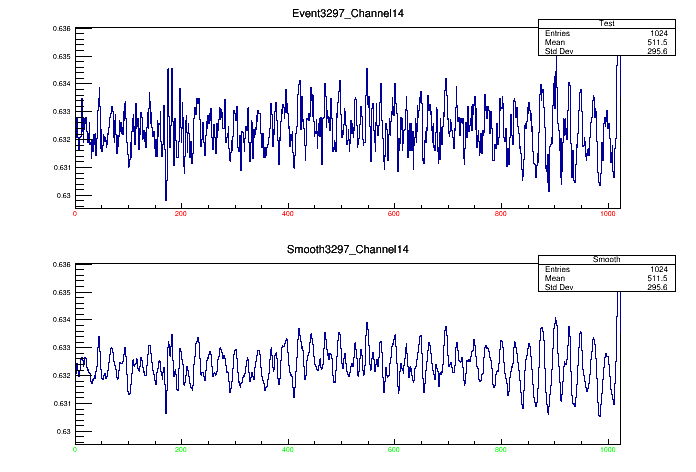 Event3297_Channel14
Test
Entries 1024
Mean 511.5
Std Dev 295.6
0.636
0.635
0.634
0.633
0.632
0.631
0.63
0 200 400 600 800 1000
Smooth3297_Channel14
Smooth
Entries 1024
Mean 511.5
Std Dev 295.6
0.636
0.635
0.634
0.633
0.632
0.631
0.63
0 200 400 600 800 1000